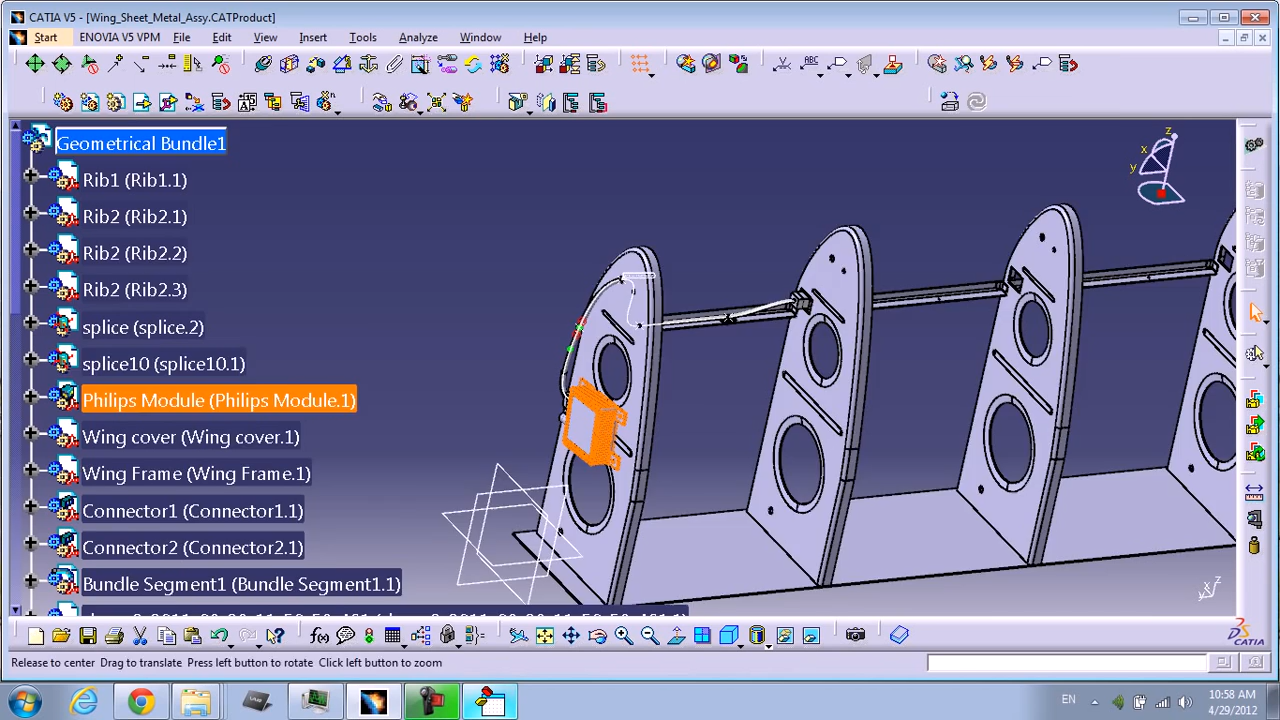 CATIA V5 - [Wing_Sheet_Metal_Assy.CATProduct]
Start ENOVIA V5 VPM File Edit View Insert Tools Analyze Window Help
Geometrical Bundle1
Rib1 (Rib1.1)
Rib2 (Rib2.1)
Rib2 (Rib2.2)
Rib2 (Rib2.3)
splice (splice.2)
splice10 (splice10.1)
Philips Module (Philips Module.1)
Wing cover (Wing cover.1)
Wing Frame (Wing Frame.1)
Connector1 (Connector1.1)
Connector2 (Connector2.1)
Bundle Segment1 (Bundle Segment1.1)
z
x
y
ABC
f(x)
z
x
y
CATIA
Release to center Drag to translate Press left button to rotate Click left button to zoom
EN
10:58 AM
4/29/2012